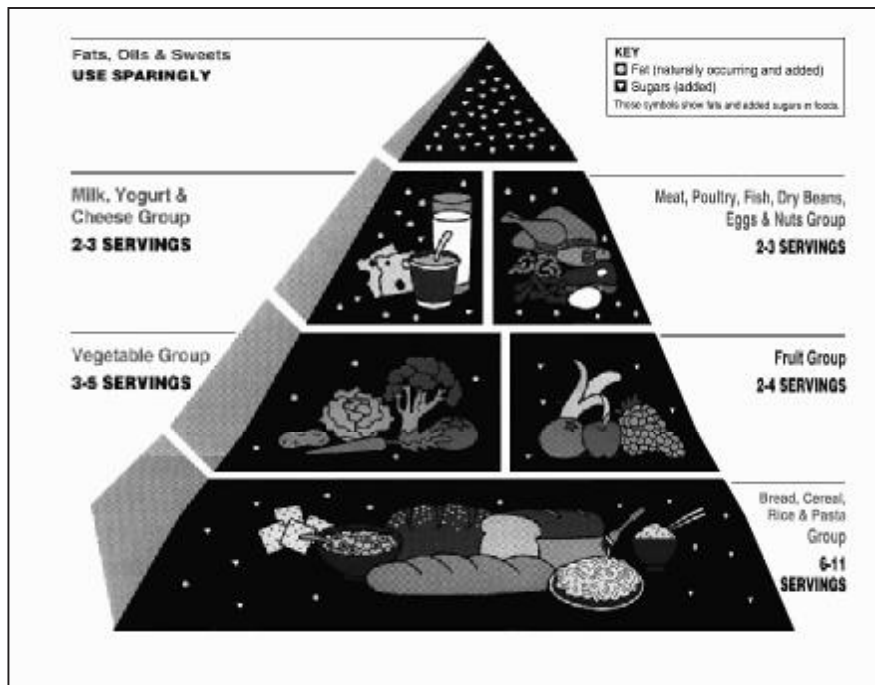 Fats, Oils & Sweets
USE SPARINGLY
KEY
Fat (naturally occurring and added)
Sugars (added)
These symbols show fats and added sugars in foods.
Milk, Yogurt &
Cheese Group
2-3 SERVINGS
Meat, Poultry, Fish, Dry Beans,
Eggs & Nuts Group
2-3 SERVINGS
Vegetable Group
3-5 SERVINGS
Fruit Group
2-4 SERVINGS
Bread, Cereal,
Rice & Pasta
Group
6-11
SERVINGS